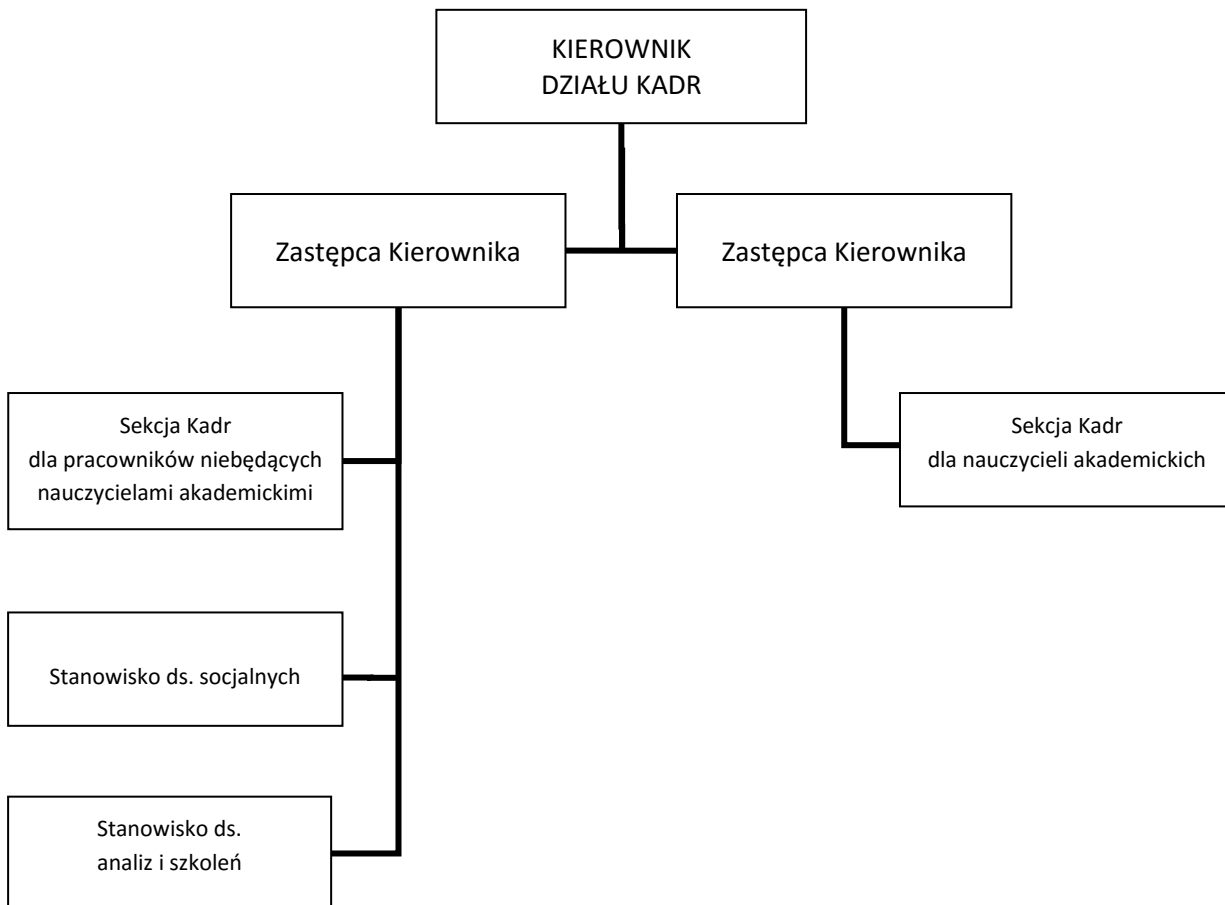 KIEROWNIK
DZIAŁU KADR
Zastępca Kierownika
Zastępca Kierownika
Sekcja Kadr
dla pracowników niebędących
nauczycielami akademickimi
Sekcja Kadr
dla nauczycieli akademickich
Stanowisko ds. socjalnych
Stanowisko ds.
analiz i szkoleń